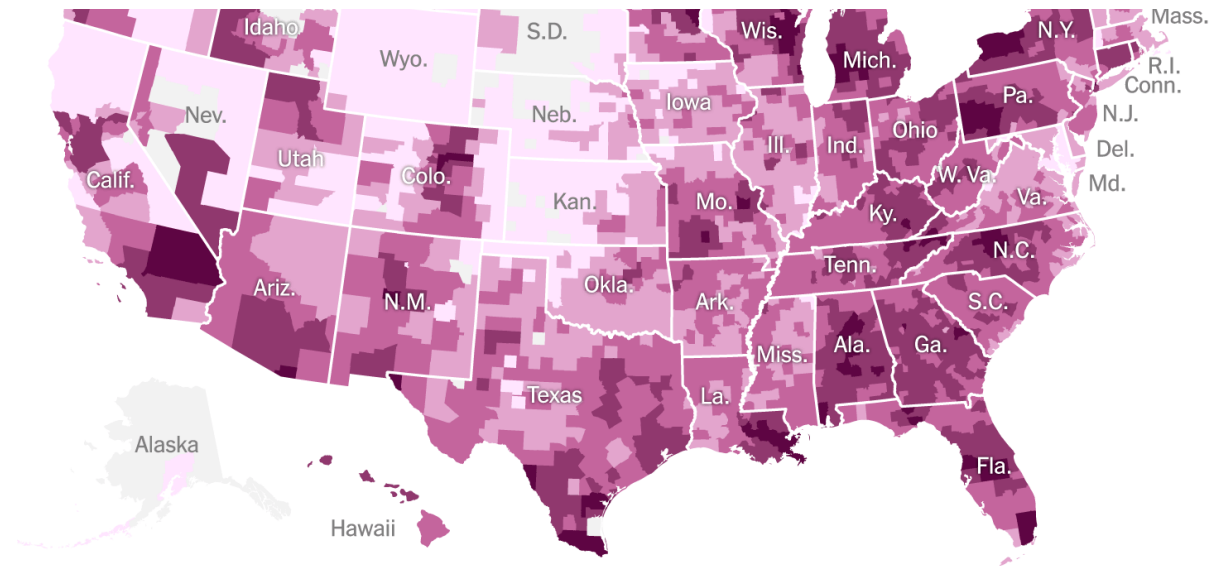 Mass.
Idaho
S.D.
Wis.
N.Y.
Wyo.
Mich.
R.I.
Conn.
Nev.
Neb.
Iowa
Pa.
N.J.
Utah
Ill.
Ind.
Ohio
Del.
Calif.
Colo.
Kan.
Mo.
W. Va.
Va.
Md.
Ky.
Ariz.
N.M.
Okla.
Ark.
Tenn.
N.C.
S.C.
Texas
La.
Miss.
Ala.
Ga.
Alaska
Fla.
Hawaii